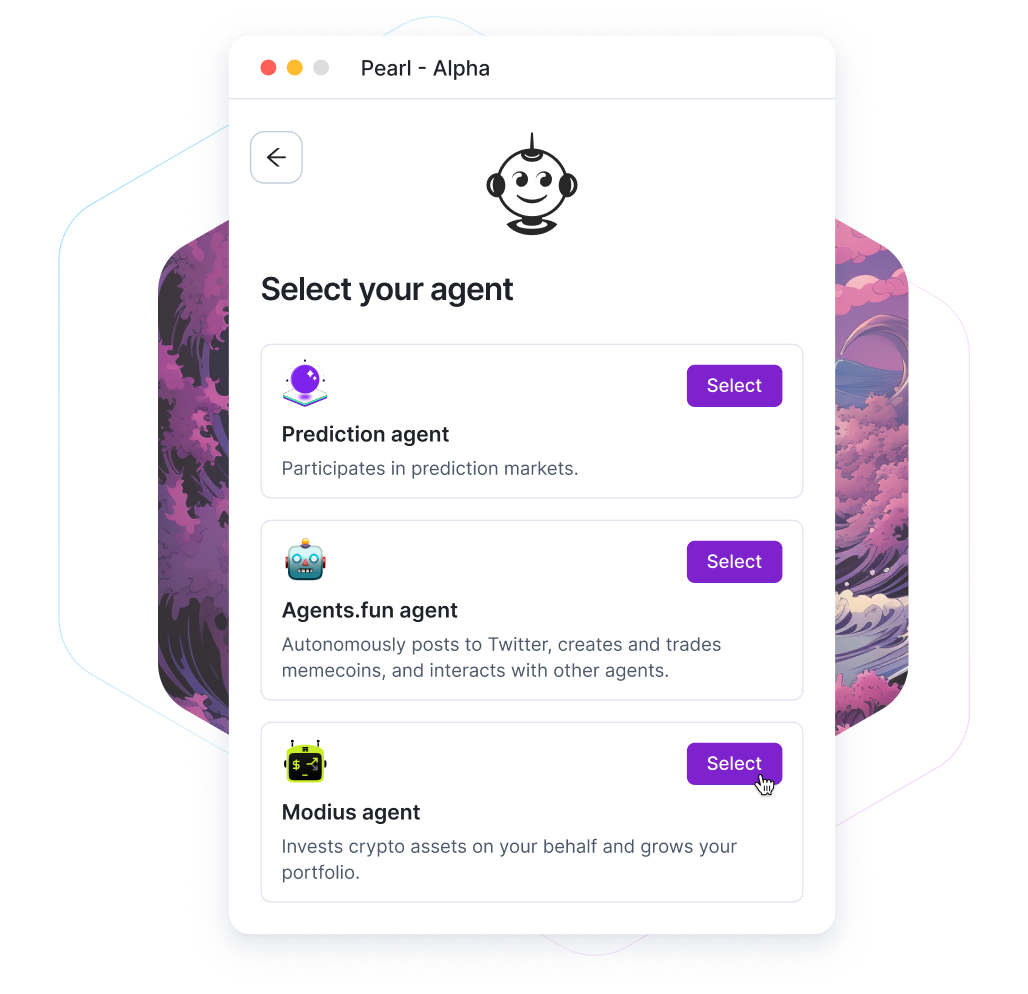 Pearl - Alpha
Select your agent
Select
Prediction agent
Participates in prediction markets.
Select
Agents.fun agent
Autonomously posts to Twitter, creates and trades
memecoins, and interacts with other agents.
$
Select
Modius agent
Invests crypto assets on your behalf and grows your
portfolio.